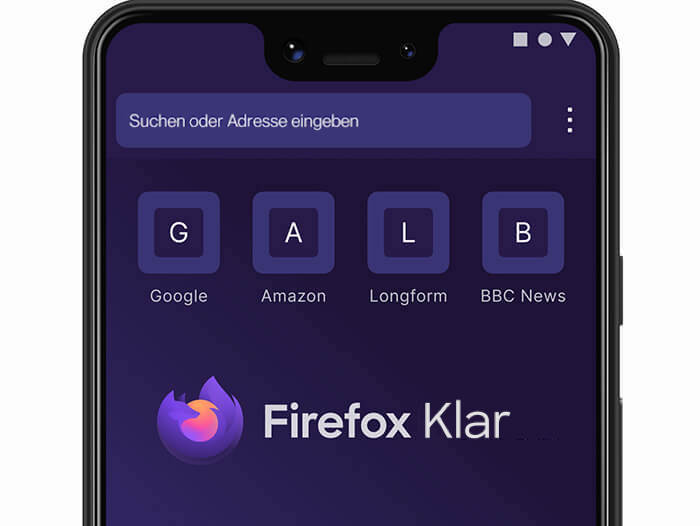 Suchen oder Adresse eingeben
G A L B
Google Amazon Longform BBC News
Firefox Klar